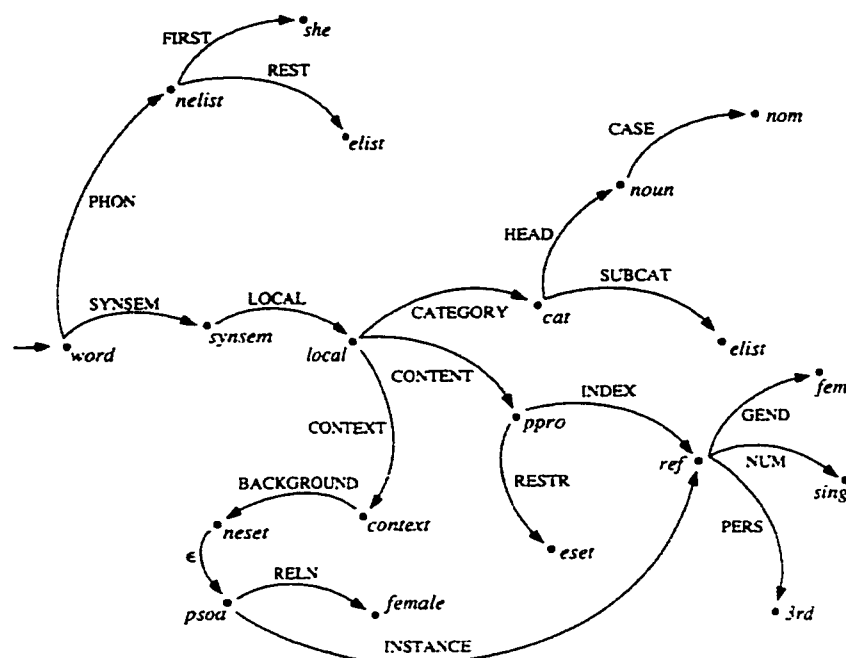 she
FIRST
REST
nelist
elist
nom
CASE
noun
PHON
HEAD
SUBCAT
SYNSEM
LOCAL
CATEGORY
cat
synsem
word
local
elist
CONTENT
fem
INDEX
GEND
ppro
CONTEXT
ref
NUM
BACKGROUND
RESTR
sing
neset
context
PERS
ϵ
eset
RELN
psoa
female
3rd
INSTANCE